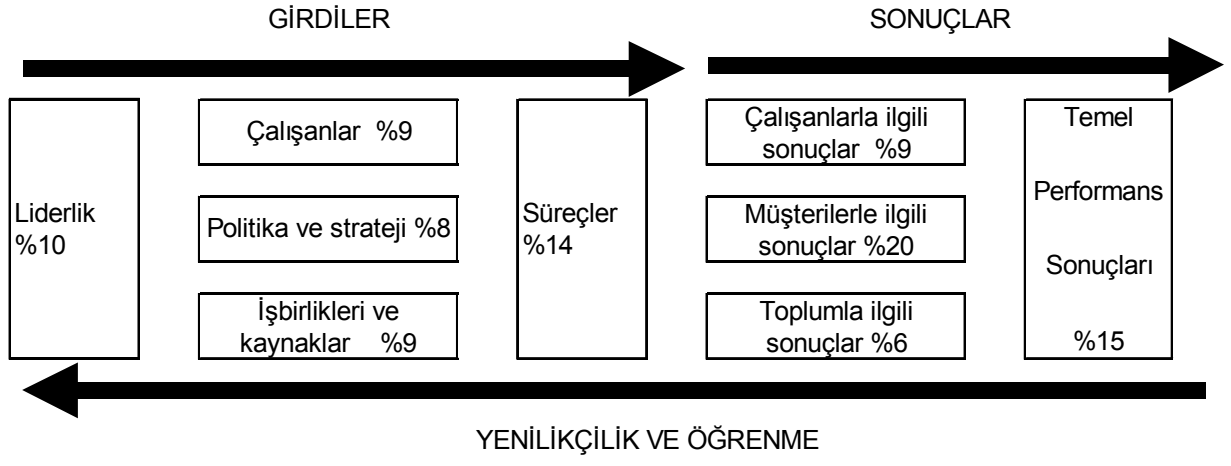 GİRDİLER
SONUÇLAR
Liderlik
%10
Çalışanlar %9
Politika ve strateji %8
İşbirlikleri ve
kaynaklar %9
Süreçler
%14
Çalışanlarla ilgili
sonuçlar %9
Müşterilerle ilgili
sonuçlar %20
Toplumla ilgili
sonuçlar %6
Temel
Performans
Sonuçları
%15
YENİLİKÇİLİK VE ÖĞRENME